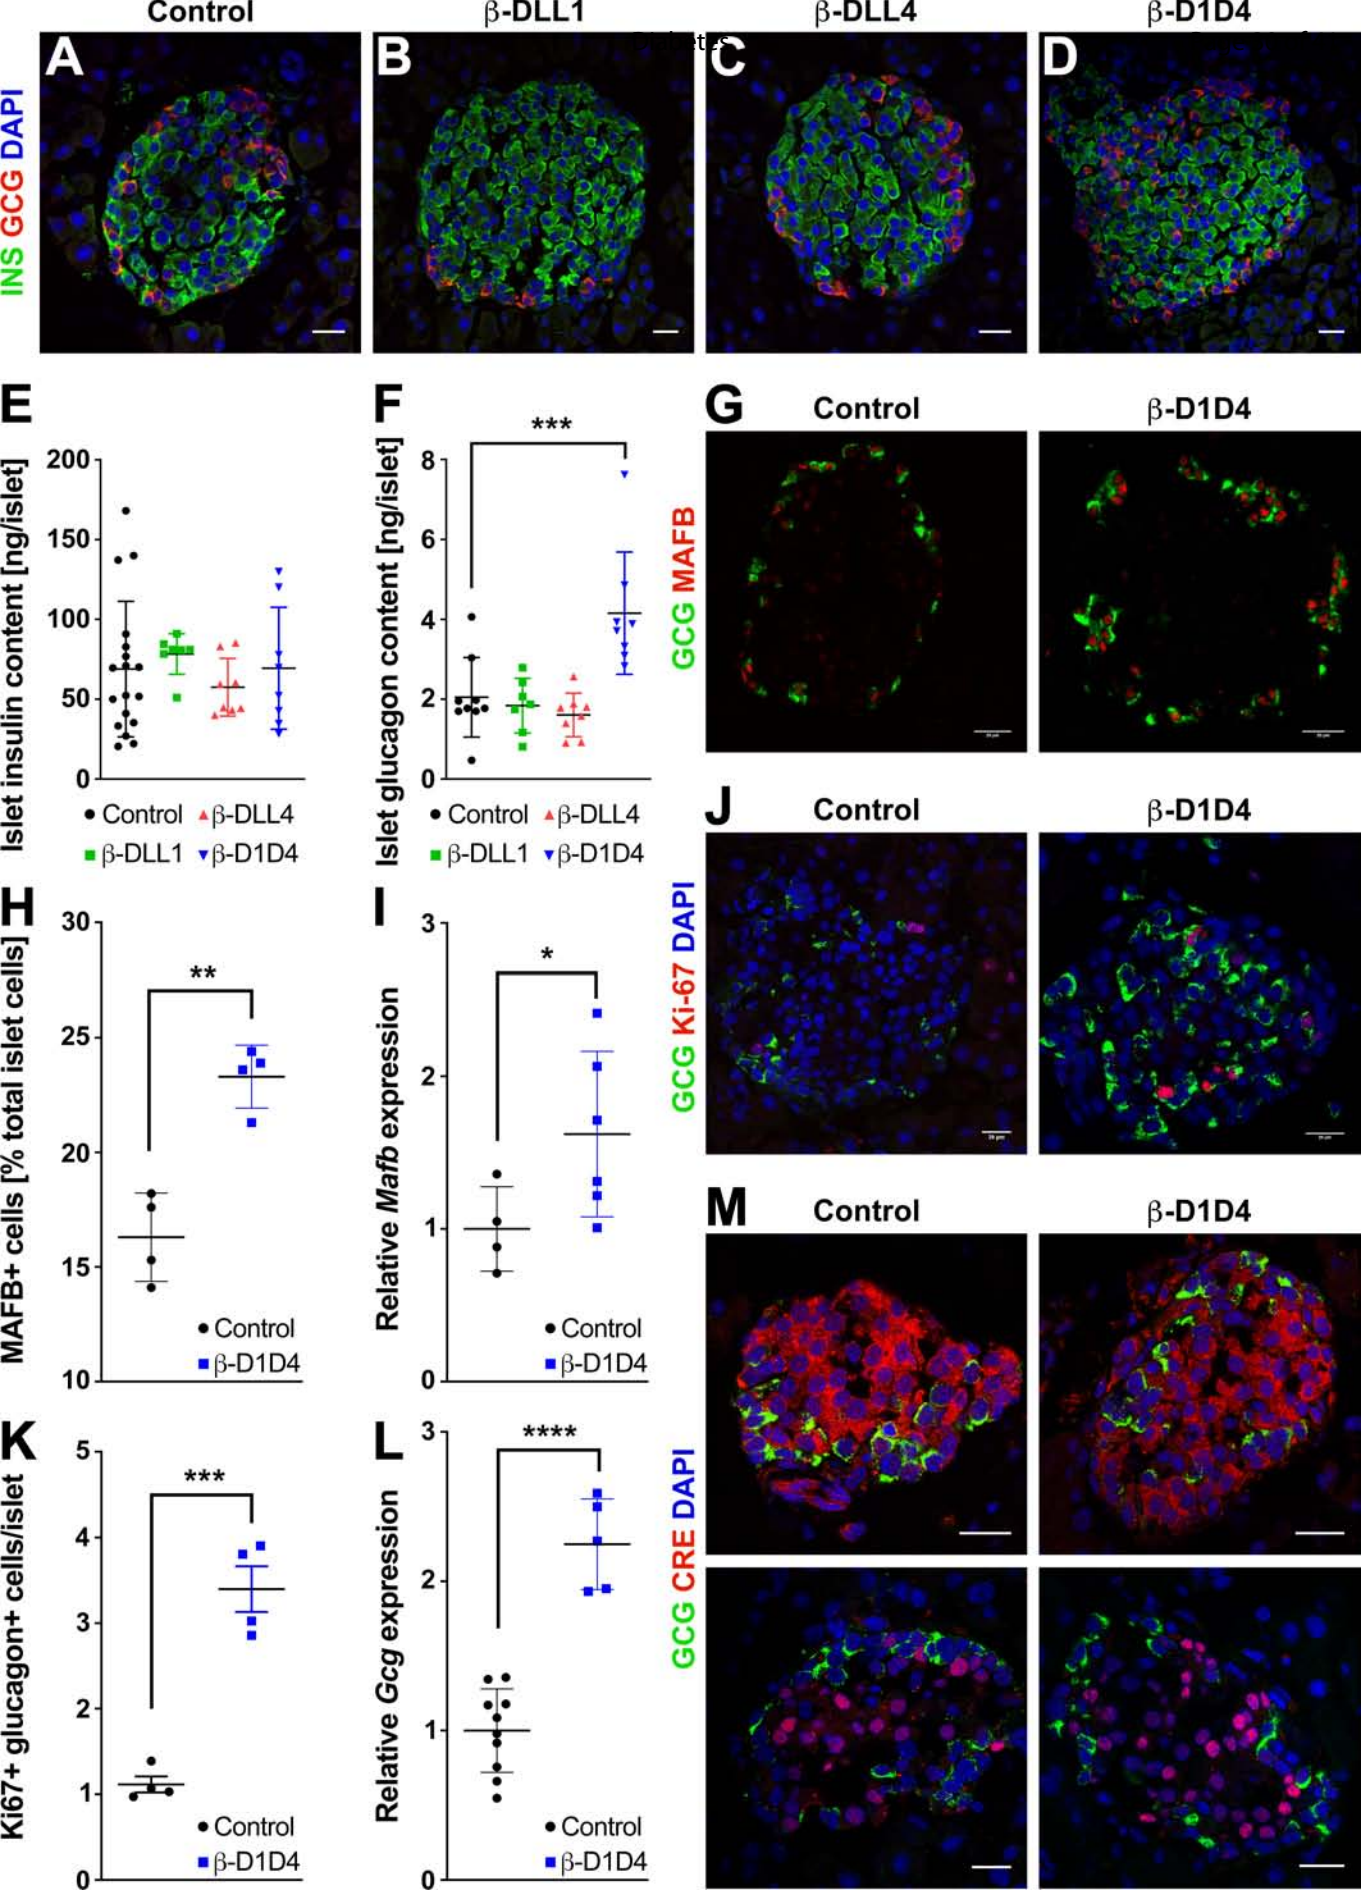 Control β-DLL1 β-DLL4 β-D1D4
Diabetes
A B C D
INS GCG DAPI
E
Islet insulin content [ng/islet]
200
150
100
50
0
Control β-DLL4
β-DLL1 β-D1D4
F
Islet glucagon content [ng/islet]
***
8
6
4
2
0
Control β-DLL4
β-DLL1 β-D1D4
G
Control β-D1D4
GCG MAFB
H
MAFB+ cells [% total islet cells]
**
30
25
20
15
10
Control
β-D1D4
I
Relative Mafb expression
*
3
2
1
0
Control
β-D1D4
J
Control β-D1D4
GCG Ki-67 DAPI
K
Ki67+ glucagon+ cells/islet
***
5
4
3
2
1
0
Control
β-D1D4
L
Relative Gcg expression
****
3
2
1
0
Control
β-D1D4
M
Control β-D1D4
GCG CRE DAPI